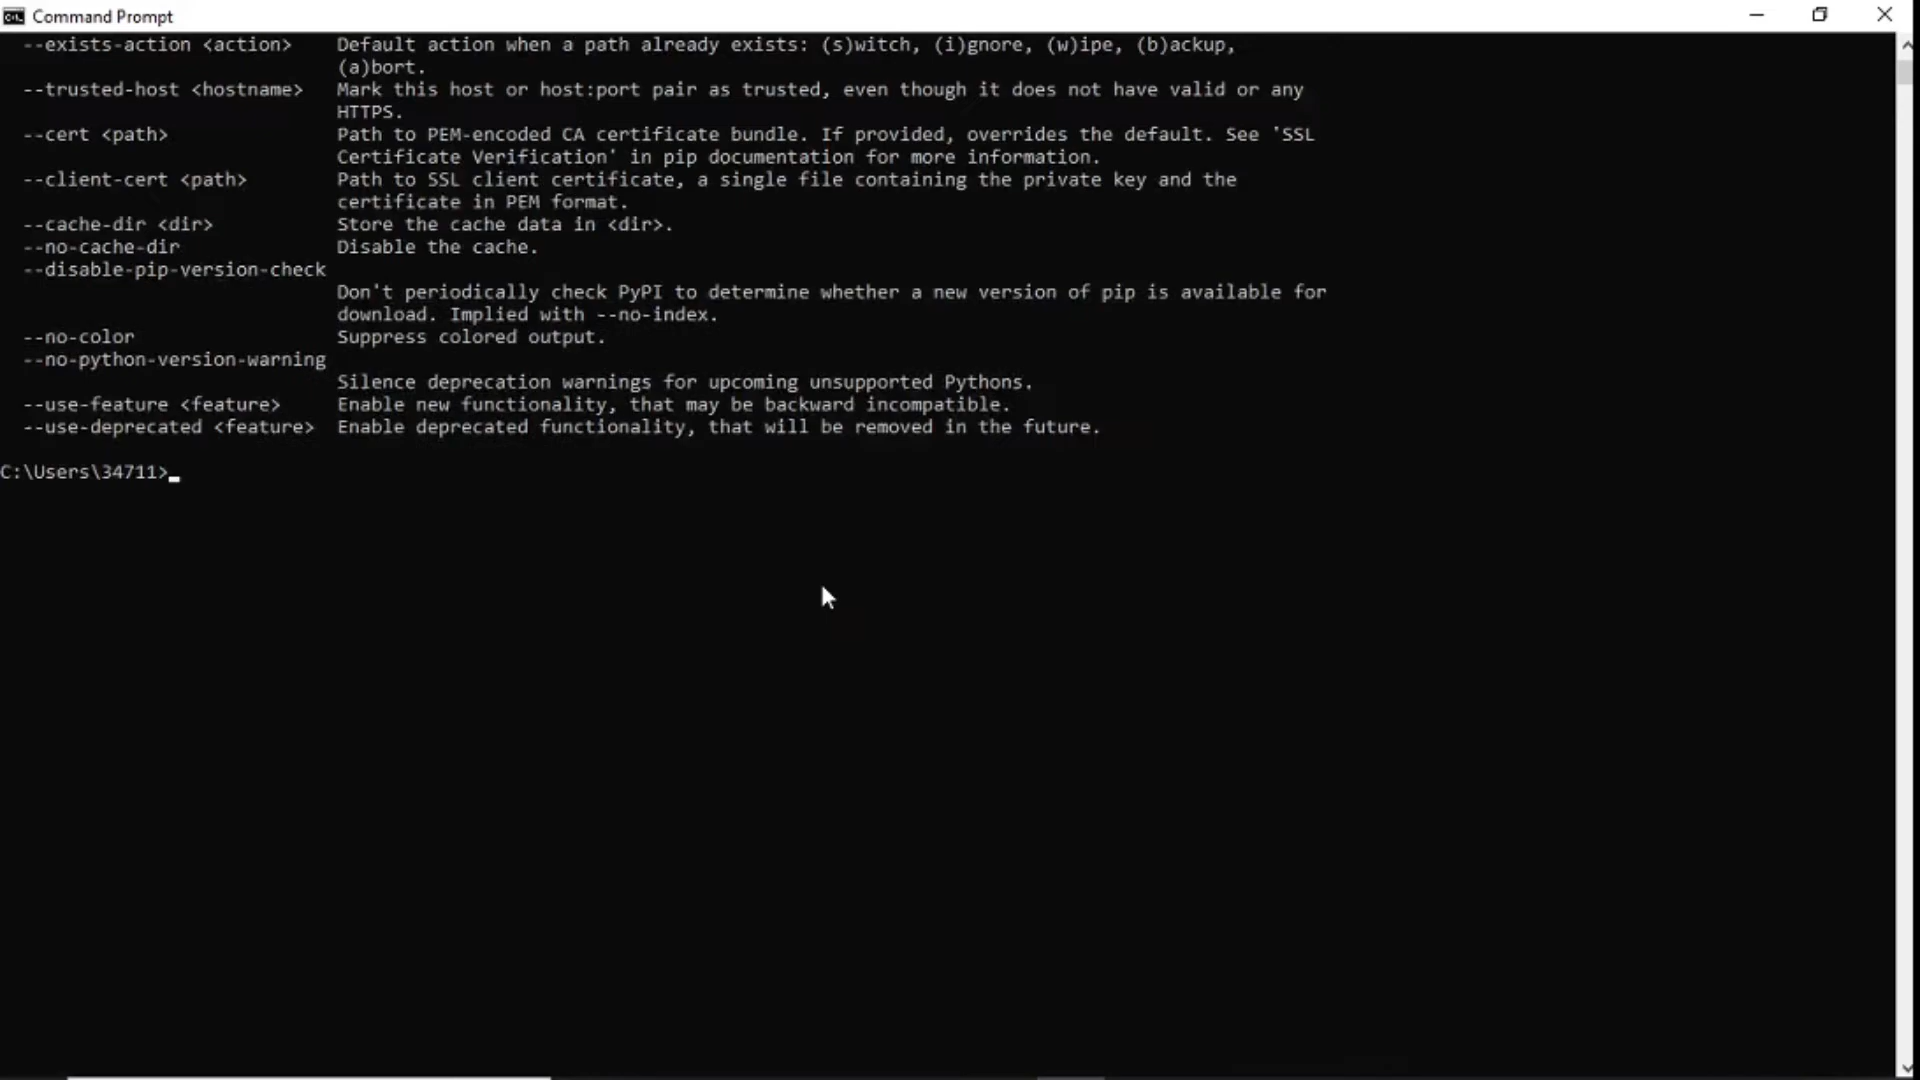 Command Prompt
--exists-action <action> Default action when a path already exists: (s)witch, (i)gnore, (w)ipe, (b)ackup,
(a)bort.
--trusted-host <hostname> Mark this host or host:port pair as trusted, even though it does not have valid or any
HTTPS.
--cert <path> Path to PEM-encoded CA certificate bundle. If provided, overrides the default. See 'SSL
Certificate Verification' in pip documentation for more information.
--client-cert <path> Path to SSL client certificate, a single file containing the private key and the
certificate in PEM format.
--cache-dir <dir> Store the cache data in <dir>.
--no-cache-dir Disable the cache.
--disable-pip-version-check
Don't periodically check PyPI to determine whether a new version of pip is available for
download. Implied with --no-index.
--no-color Suppress colored output.
--no-python-version-warning
Silence deprecation warnings for upcoming unsupported Pythons.
--use-feature <feature> Enable new functionality, that may be backward incompatible.
--use-deprecated <feature> Enable deprecated functionality, that will be removed in the future.
C:\Users\34711>